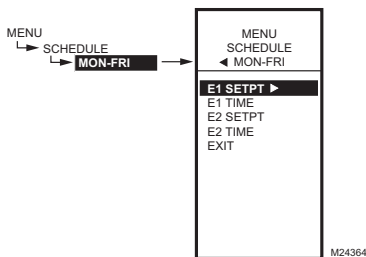 MENU
SCHEDULE
MON-FRI
MENU
SCHEDULE
◄ MON-FRI
E1 SETPT ►
E1 TIME
E2 SETPT
E2 TIME
EXIT
M24364